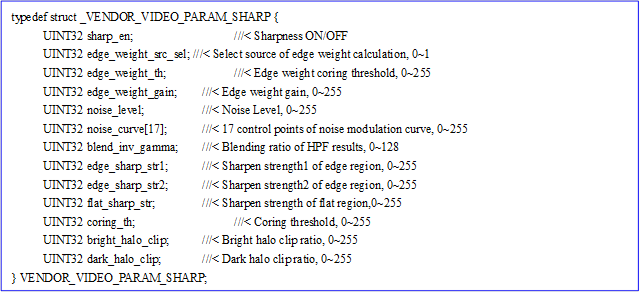 typedef struct _VENDOR_VIDEO_PARAM_SHARP {
UINT32 sharp_en; ///< Sharpness ON/OFF
UINT32 edge_weight_src_sel; ///< Select source of edge weight calculation, 0~1
UINT32 edge_weight_th; ///< Edge weight coring threshold, 0~255
UINT32 edge_weight_gain; ///< Edge weight gain, 0~255
UINT32 noise_level; ///< Noise Level, 0~255
UINT32 noise_curve[17]; ///< 17 control points of noise modulation curve, 0~255
UINT32 blend_inv_gamma; ///< Blending ratio of HPF results, 0~128
UINT32 edge_sharp_str1; ///< Sharpen strength1 of edge region, 0~255
UINT32 edge_sharp_str2; ///< Sharpen strength2 of edge region, 0~255
UINT32 flat_sharp_str; ///< Sharpen strength of flat region,0~255
UINT32 coring_th; ///< Coring threshold, 0~255
UINT32 bright_halo_clip; ///< Bright halo clip ratio, 0~255
UINT32 dark_halo_clip; ///< Dark halo clip ratio, 0~255
} VENDOR_VIDEO_PARAM_SHARP;